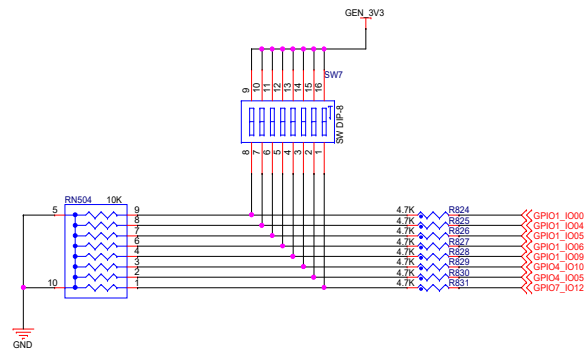 GEN_3V3
SW7
9 10 11 12 13 14 15 16
SW DIP-8
8 7 6 5 4 3 2 1
RN504 10K
5 9 4.7K R824 GPIO1_IO00
8 4.7K R825 GPIO1_IO04
7 4.7K R826 GPIO1_IO05
6 4.7K R827 GPIO1_IO06
4 4.7K R828 GPIO1_IO09
3 4.7K R829 GPIO4_IO10
2 4.7K R830 GPIO4_IO05
10 1 4.7K R831 GPIO7_IO12
GND